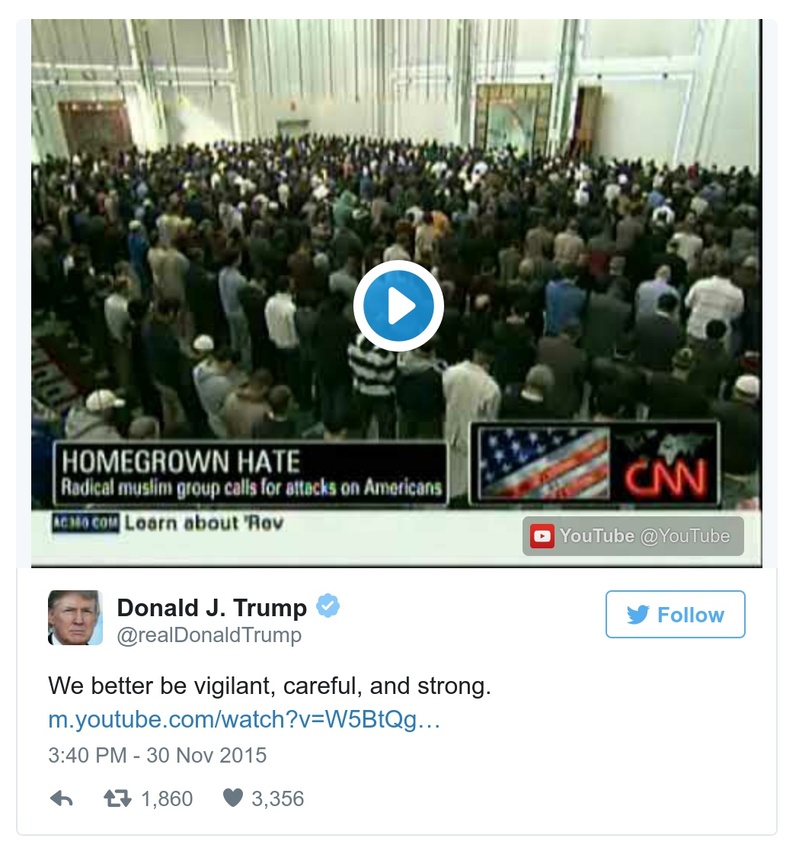 HOMEGROWN HATE
Radical muslim group calls for attacks on Americans
CNN
AC360.COM Learn about 'Rev
YouTube @YouTube
Donald J. Trump
@realDonaldTrump
Follow
We better be vigilant, careful, and strong.
m.youtube.com/watch?v=W5BtQg…
3:40 PM - 30 Nov 2015
1,860 3,356